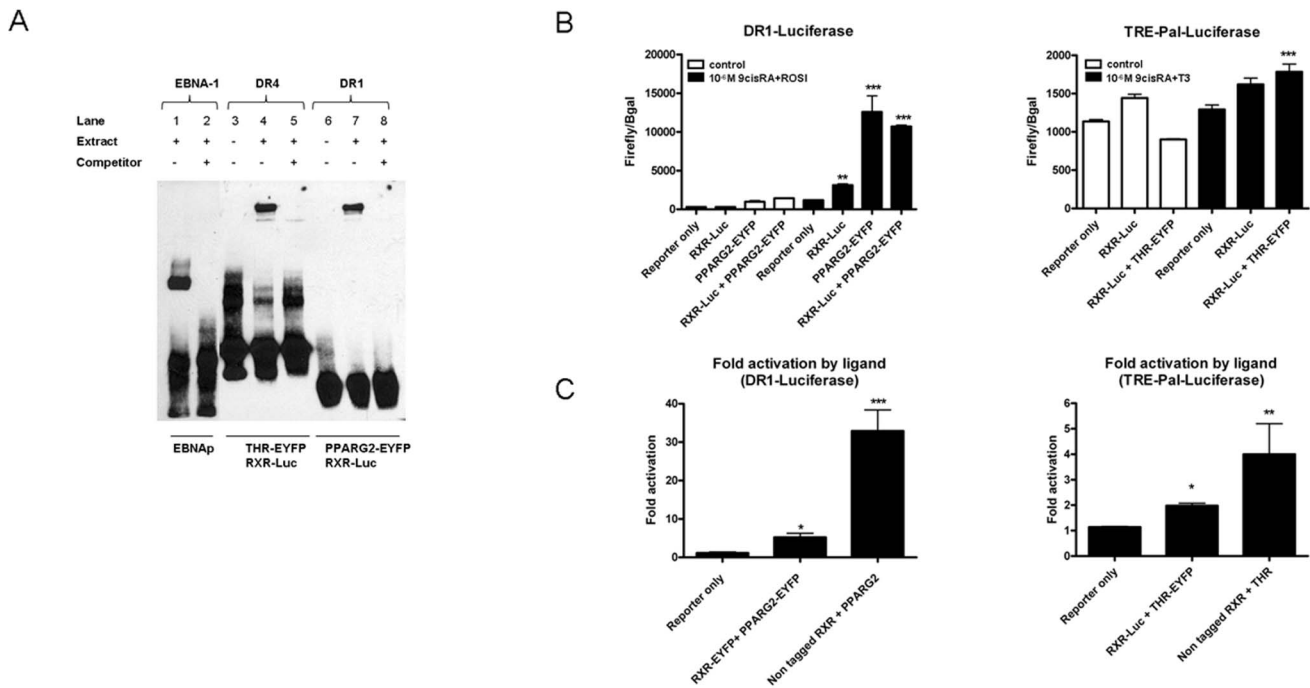 A
EBNA-1 DR4 DR1
Lane 1 2 3 4 5 6 7 8
Extract + + - + + - + +
Competitor - + - - + - - +
EBNAp THR-EYFP PPARG2-EYFP
RXR-Luc RXR-Luc
B
DR1-Luciferase
control
10⁻⁶M 9cisRA+ROSI
Firefly/Bgal
20000
15000
10000
5000
0
**
***
***
Reporter only
RXR-Luc
PPARG2-EYFP
RXR-Luc + PPARG2-EYFP
Reporter only
RXR-Luc
PPARG2-EYFP
RXR-Luc + PPARG2-EYFP
TRE-Pal-Luciferase
control
10⁻⁶M 9cisRA+T3
Firefly/Bgal
2000
1500
1000
500
0
***
Reporter only
RXR-Luc
RXR-Luc + THR-EYFP
Reporter only
RXR-Luc
RXR-Luc + THR-EYFP
C
Fold activation by ligand
(DR1-Luciferase)
Fold activation
40
30
20
10
0
*
***
Reporter only
RXR-EYFP+ PPARG2-EYFP
Non tagged RXR + PPARG2
Fold activation by ligand
(TRE-Pal-Luciferase)
Fold activation
6
5
4
3
2
1
0
*
**
Reporter only
RXR-Luc + THR-EYFP
Non tagged RXR + THR